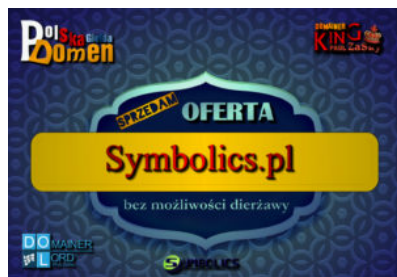 Polska Giełda
Domen
DOMAINER
KING
SPRZEDAM OFERTA
Symbolics.pl
bez możliwości dierżawy
DOMAINER
LORD
SYMBOLICS